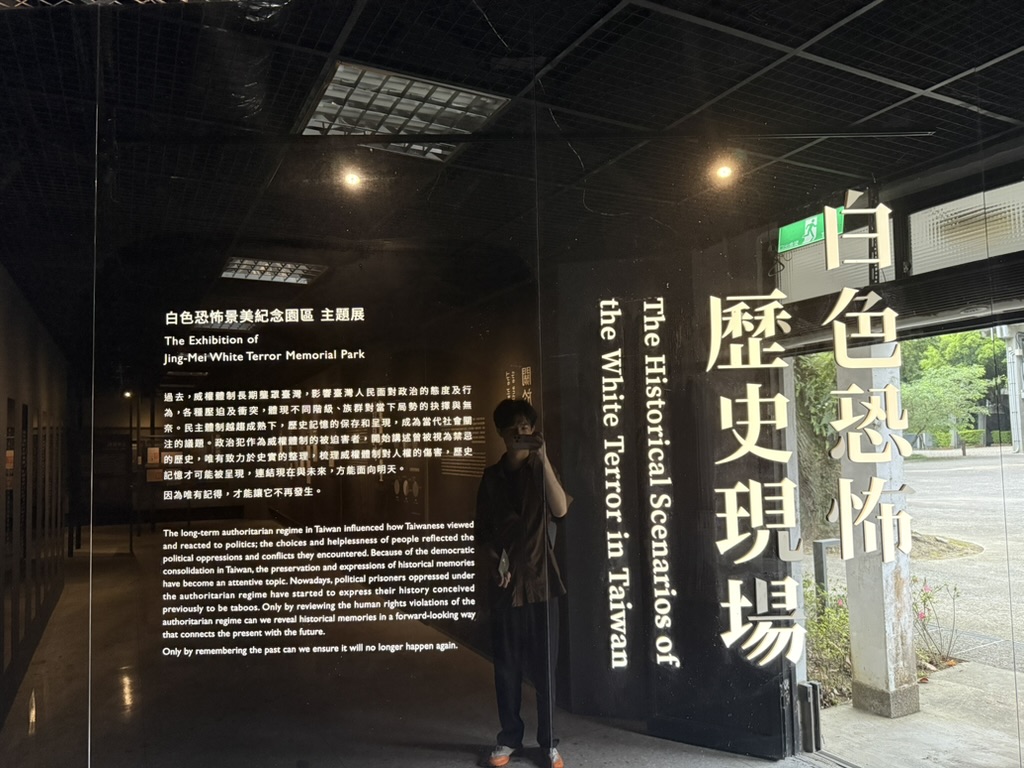 白色恐怖
歷史現場
The Historical Scenarios of
the White Terror in Taiwan
白色恐怖景美紀念園區 主題展
The Exhibition of
Jing-Mei White Terror Memorial Park
過去，威權體制長期籠罩臺灣，影響臺灣人民面對政治的態度及行
為，各種壓迫及衝突，體現不同階級、族群對當下局勢的抉擇與無
奈。民主體制越趨成熟下，歷史記憶的保存和呈現，成為當代社會關
注的議題。政治犯作為威權體制的被迫害者，開始講述曾被視為禁忌
的歷史，唯有致力於史實的整理、梳理威權體制對人權的傷害，歷史
記憶才可能被呈現，連結現在與未來，方能面向明天。
因為唯有記得，才能讓它不再發生。
The long-term authoritarian regime in Taiwan influenced how Taiwanese viewed
and reacted to politics; the choices and helplessness of people reflected the
political oppressions and conflicts they encountered. Because of the democratic
consolidation in Taiwan, the preservation and expressions of historical memories
have become an attentive topic. Nowadays, political prisoners oppressed under
the authoritarian regime have started to express their history conceived
previously to be taboos. Only by reviewing the human rights violations of the
authoritarian regime can we reveal historical memories in a forward-looking way
that connects the present with the future.
Only by remembering the past can we ensure it will no longer happen again.